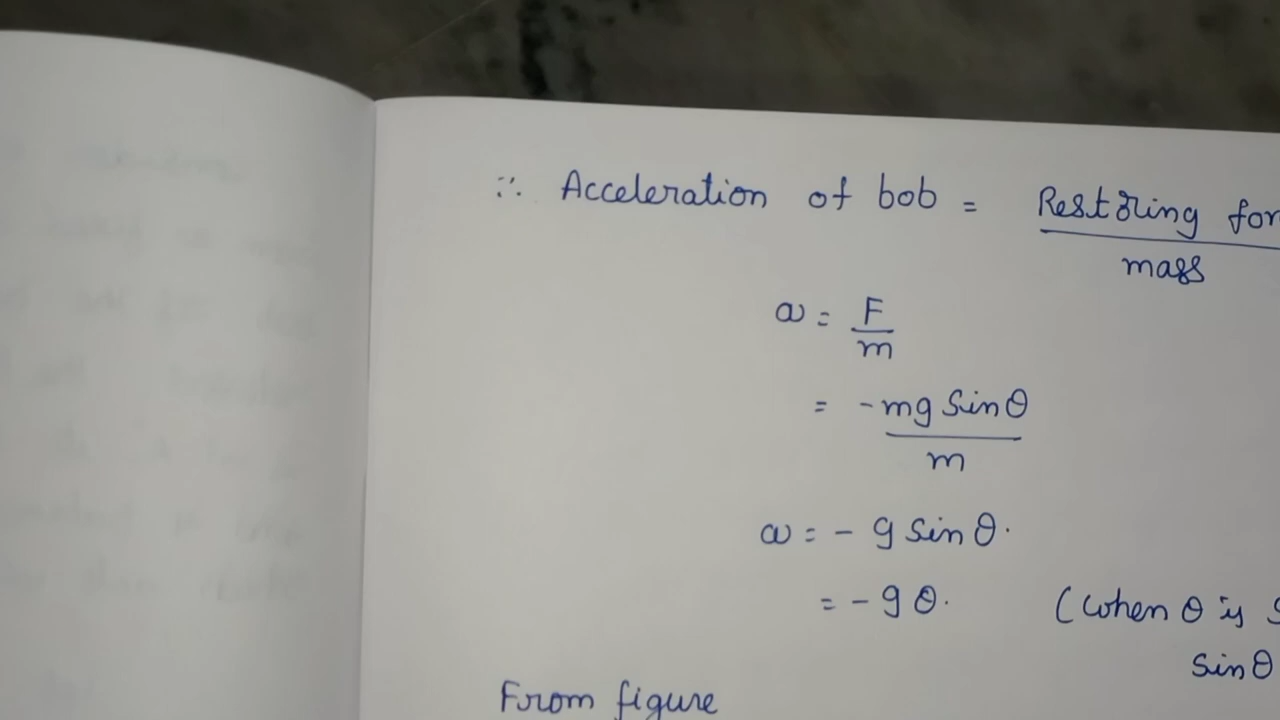 ∴ Acceleration of bob = Restoring for
mass
a = F
m
= - mg sinθ
m
a = - g sinθ.
= - gθ. (when θ is
sinθ
From figure